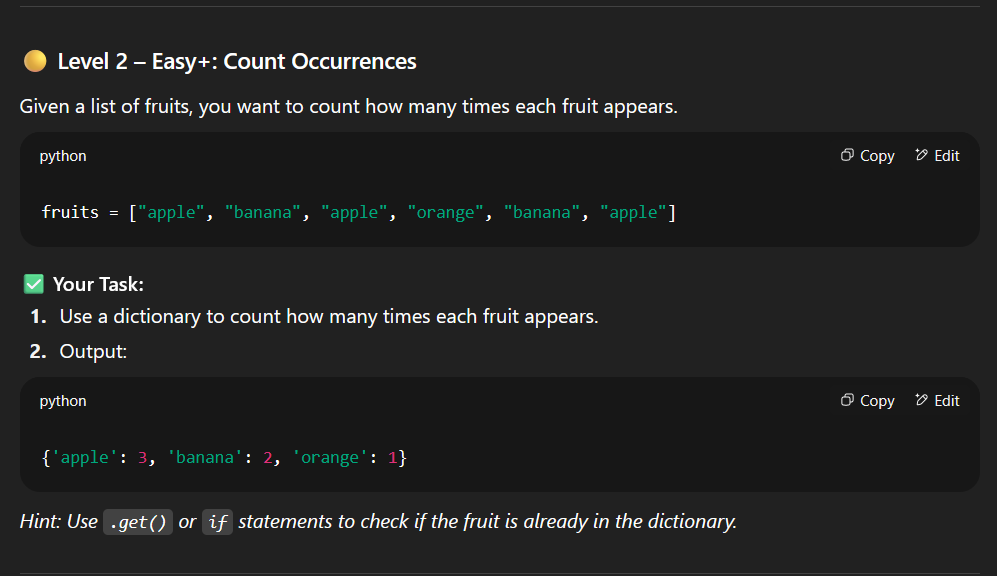 🟡 Level 2 – Easy+: Count Occurrences
Given a list of fruits, you want to count how many times each fruit appears.
python Copy Edit
fruits = ["apple", "banana", "apple", "orange", "banana", "apple"]
✅ Your Task:
1. Use a dictionary to count how many times each fruit appears.
2. Output:
python Copy Edit
{'apple': 3, 'banana': 2, 'orange': 1}
Hint: Use .get() or if statements to check if the fruit is already in the dictionary.